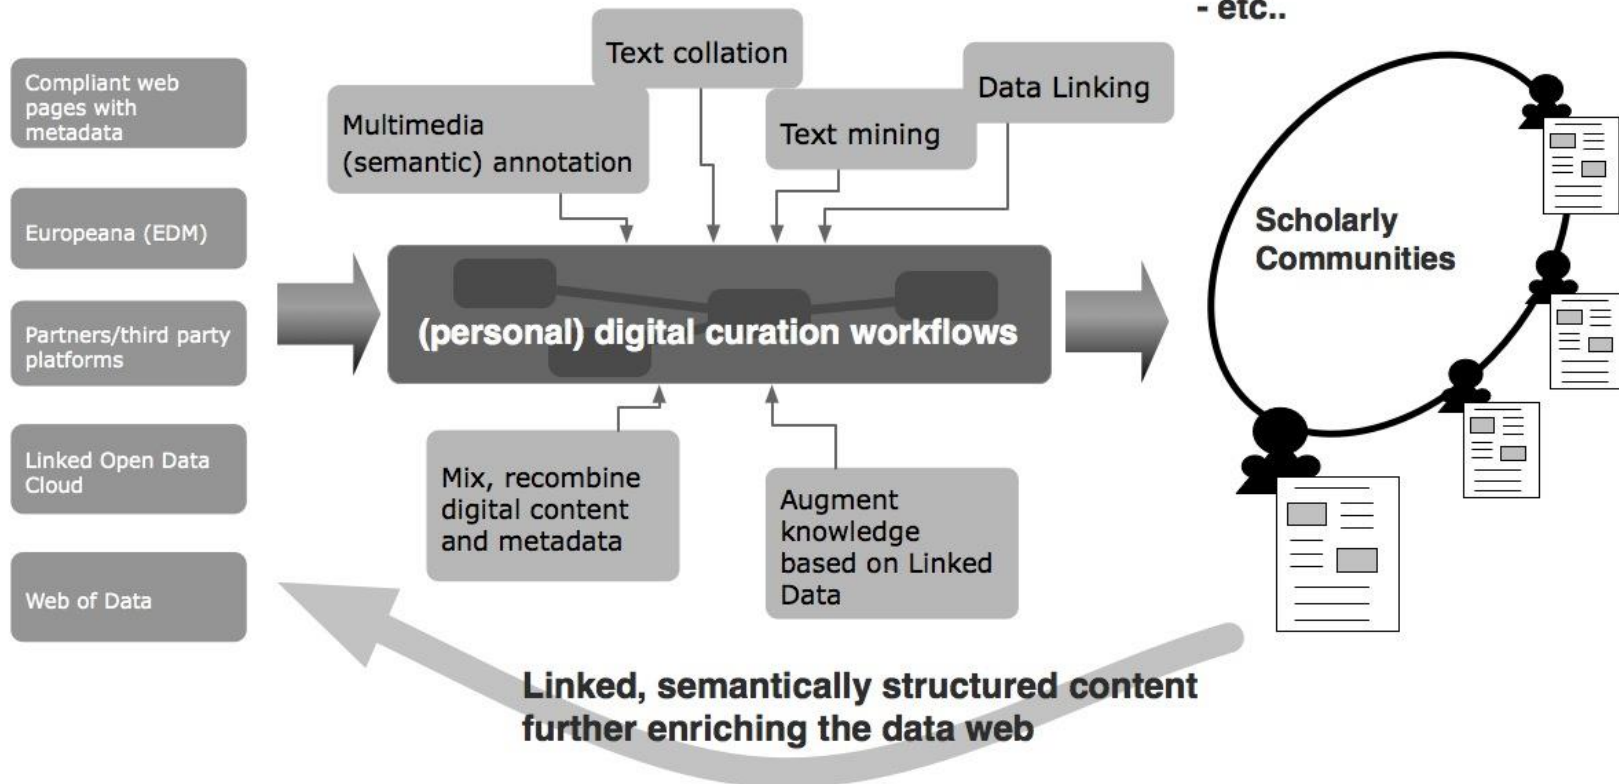 - etc..
Compliant web
pages with
metadata
Europeana (EDM)
Partners/third party
platforms
Linked Open Data
Cloud
Web of Data
Text collation
Multimedia
(semantic) annotation
Data Linking
Text mining
(personal) digital curation workflows
Mix, recombine
digital content
and metadata
Augment
knowledge
based on Linked
Data
Scholarly
Communities
Linked, semantically structured content
further enriching the data web